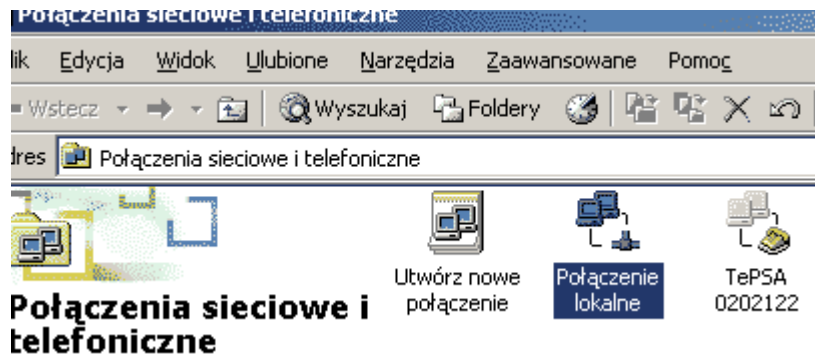 Połączenia sieciowe i telefoniczne
lik Edycja Widok Ulubione Narzędzia Zaawansowane Pomoc
Wstecz Wyszukaj Foldery
dres Połączenia sieciowe i telefoniczne
Utwórz nowe połączenie
Połączenie lokalne
TePSA 0202122
Połączenia sieciowe i
telefoniczne